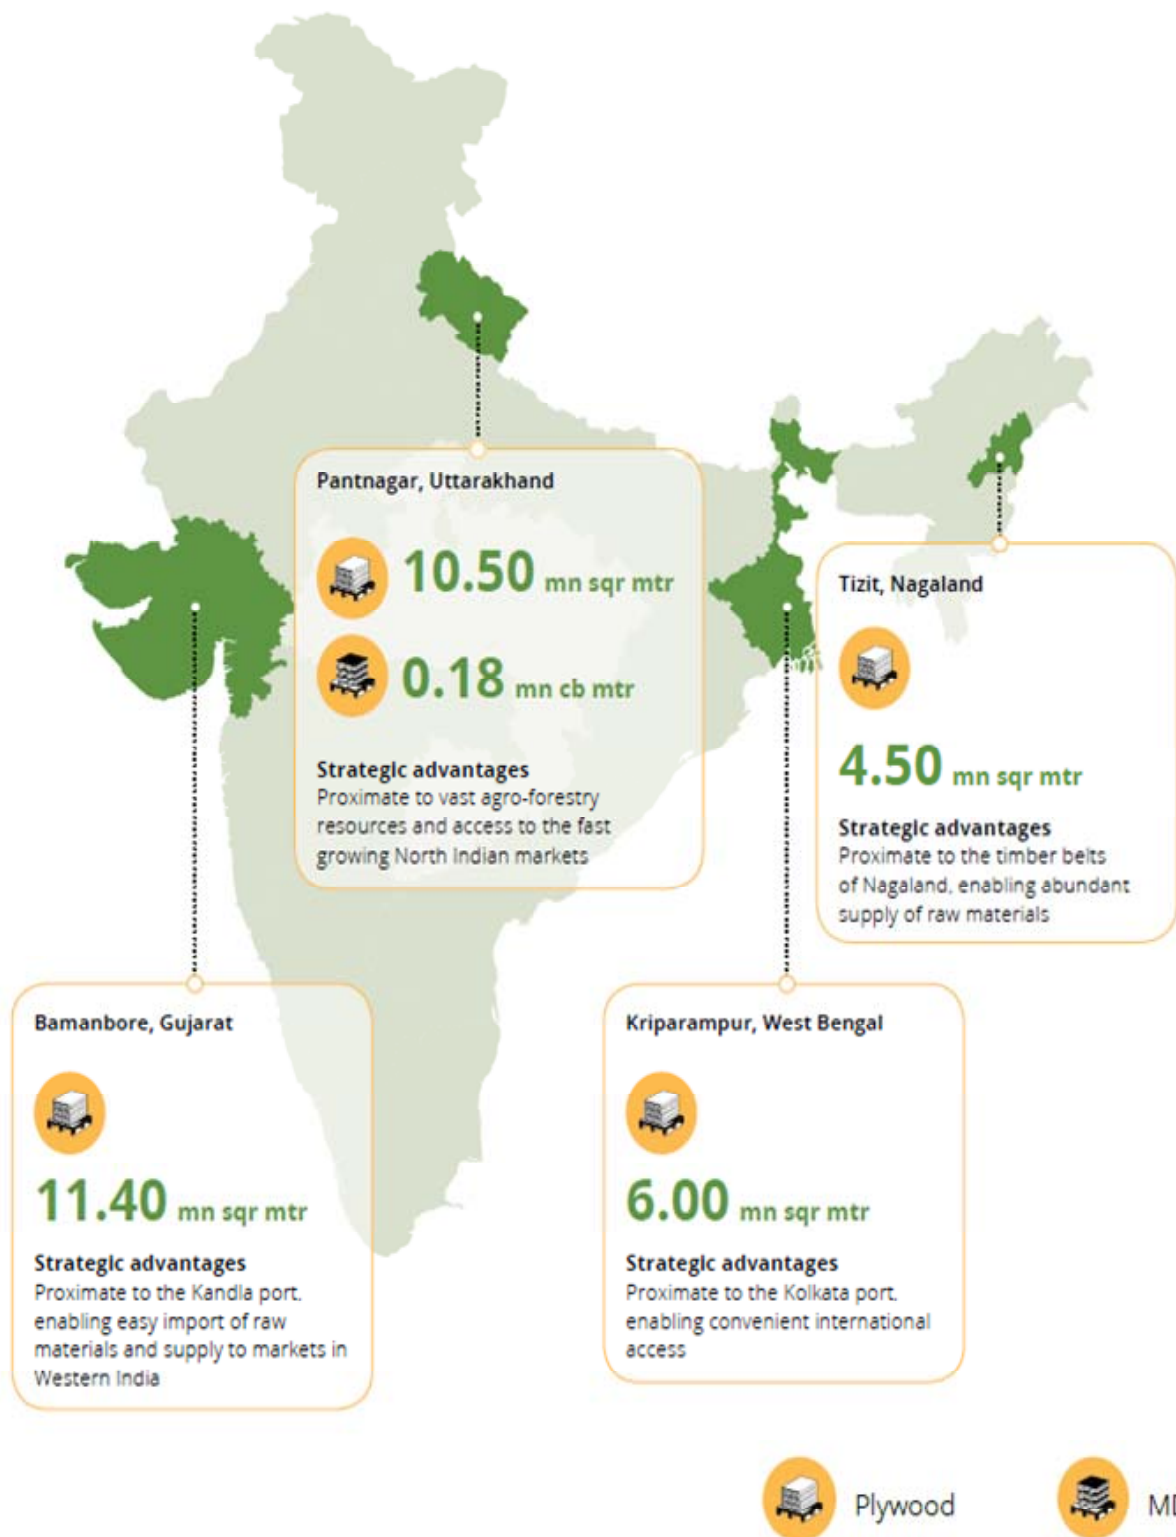 Pantnagar, Uttarakhand
10.50 mn sqr mtr
0.18 mn cb mtr
Strategic advantages
Proximate to vast agro-forestry
resources and access to the fast
growing North Indian markets
Tizit, Nagaland
4.50 mn sqr mtr
Strategic advantages
Proximate to the timber belts
of Nagaland, enabling abundant
supply of raw materials
Bamanbore, Gujarat
11.40 mn sqr mtr
Strategic advantages
Proximate to the Kandla port,
enabling easy import of raw
materials and supply to markets in
Western India
Kriparampur, West Bengal
6.00 mn sqr mtr
Strategic advantages
Proximate to the Kolkata port,
enabling convenient international
access
Plywood